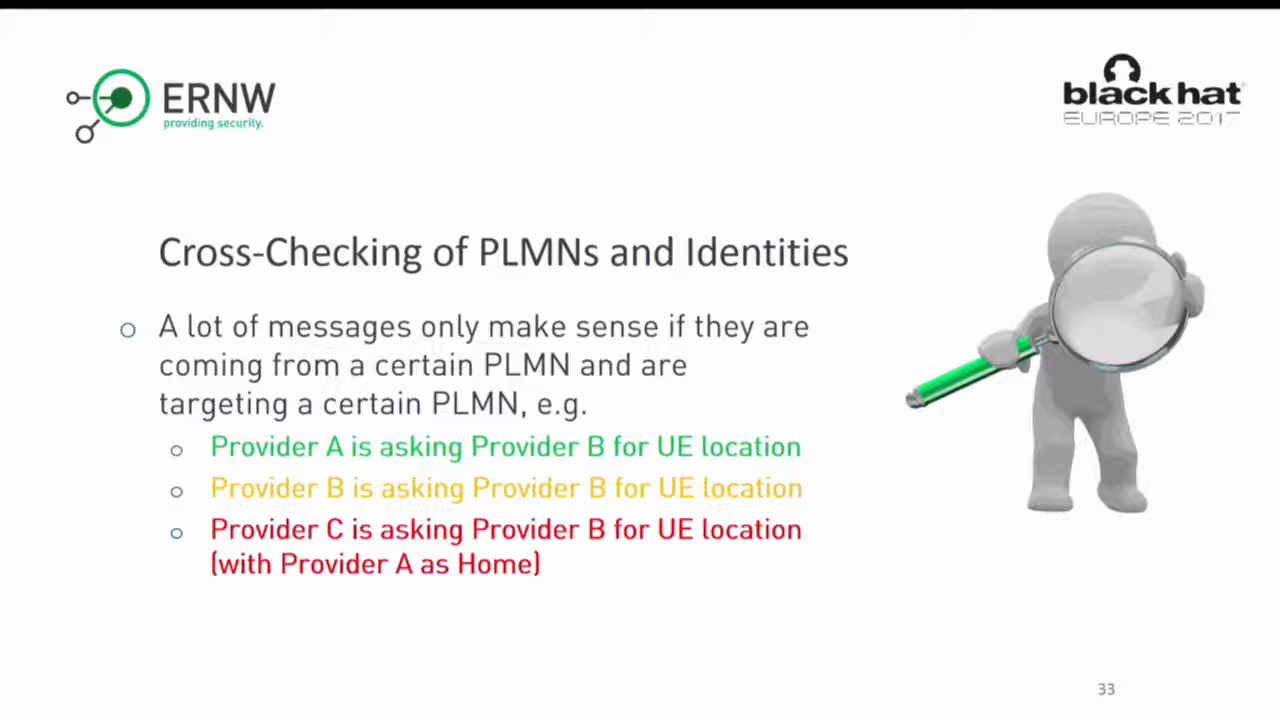 ERNW
providing security.
black hat
EUROPE 2017
Cross-Checking of PLMNs and Identities
A lot of messages only make sense if they are
coming from a certain PLMN and are
targeting a certain PLMN, e.g.
Provider A is asking Provider B for UE location
Provider B is asking Provider B for UE location
Provider C is asking Provider B for UE location
(with Provider A as Home)
33